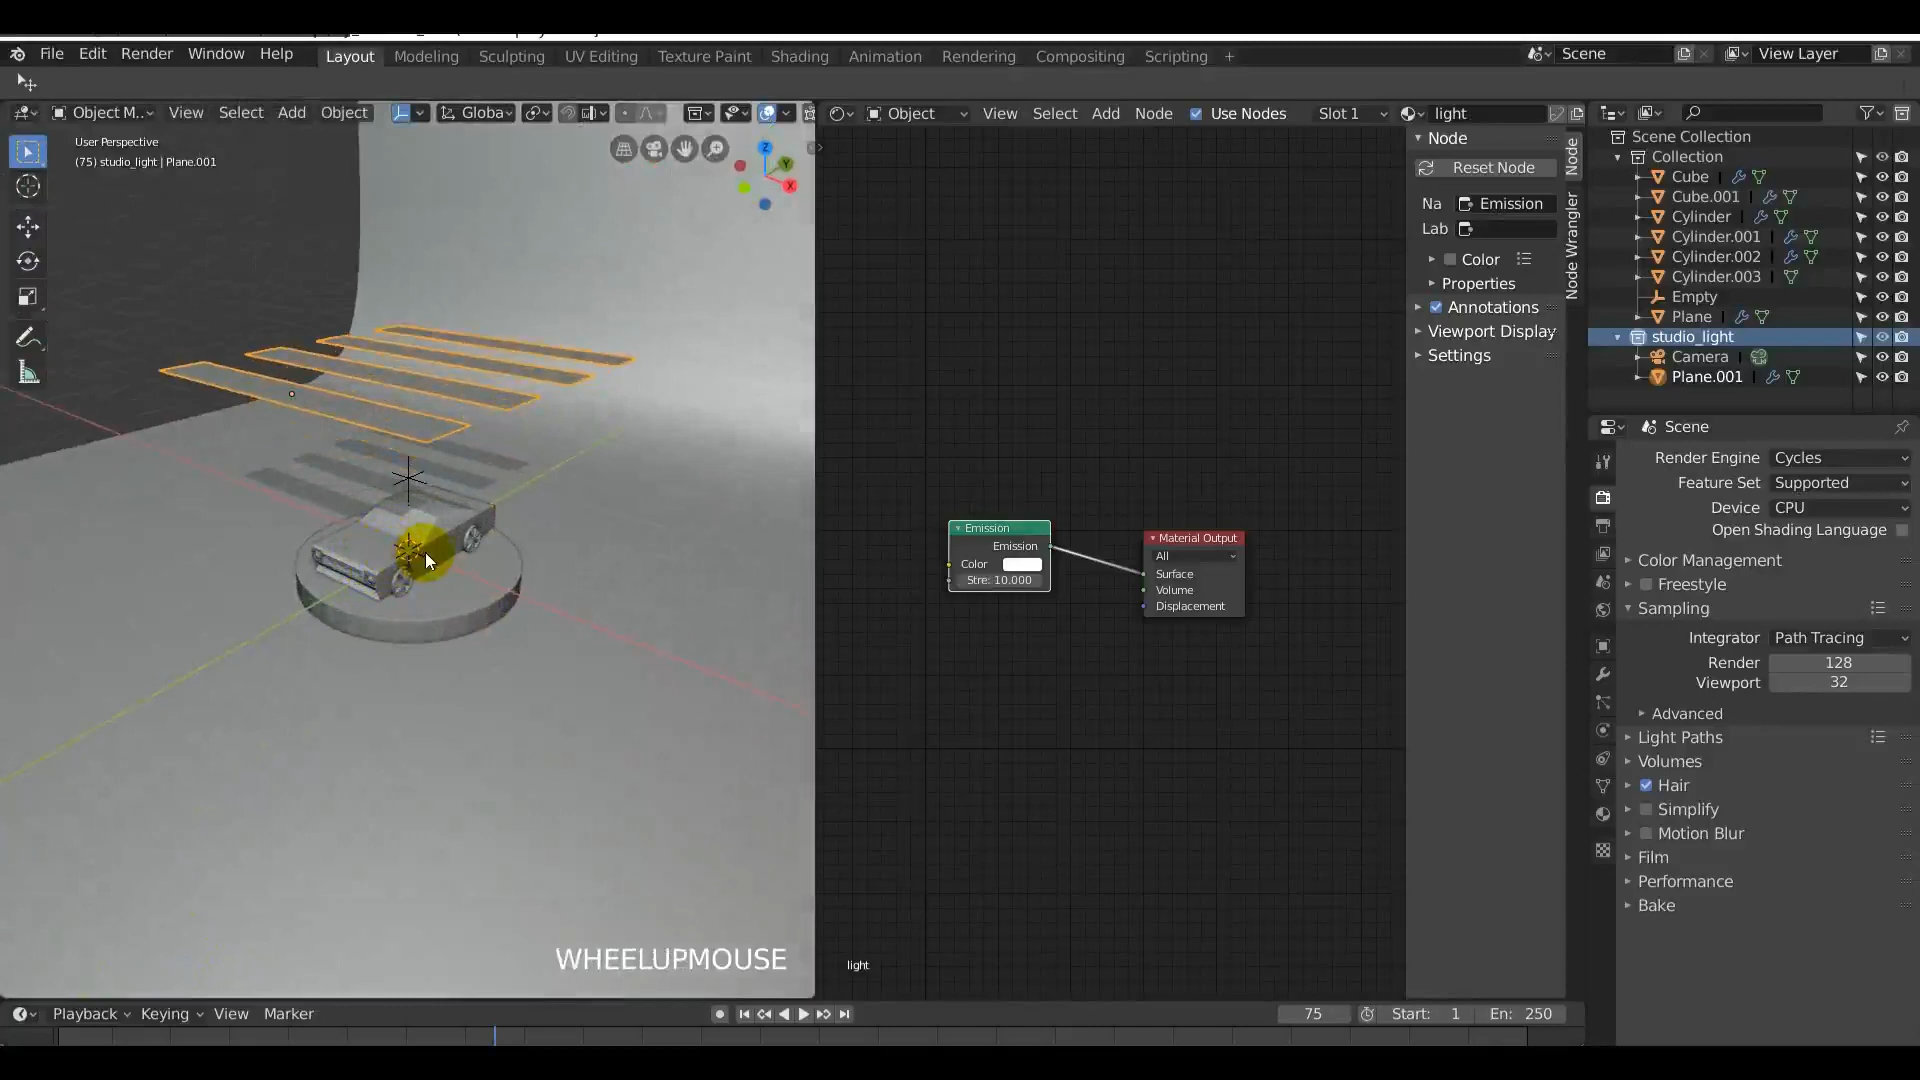 File Edit Render Window Help Layout Modeling Sculpting UV Editing Texture Paint Shading Animation Rendering Compositing Scripting + Scene View Layer
Object M... View Select Add Object Globa
Object View Select Add Node Use Nodes Slot 1 light
User Perspective
(75) studio_light | Plane.001
Z
Y
X
Node
Reset Node
Na Emission
Lab
Color
Properties
Annotations
Viewport Display
Settings
Node
Node Wrangler
Emission
Emission
Color
Stre: 10.000
Material Output
All
Surface
Volume
Displacement
light
WHEELUPMOUSE
Scene Collection
Collection
Cube
Cube.001
Cylinder
Cylinder.001
Cylinder.002
Cylinder.003
Empty
Plane
studio_light
Camera
Plane.001
Scene
Render Engine Cycles
Feature Set Supported
Device CPU
Open Shading Language
Color Management
Freestyle
Sampling
Integrator Path Tracing
Render 128
Viewport 32
Advanced
Light Paths
Volumes
Hair
Simplify
Motion Blur
Film
Performance
Bake
Playback Keying View Marker 75 Start: 1 En: 250